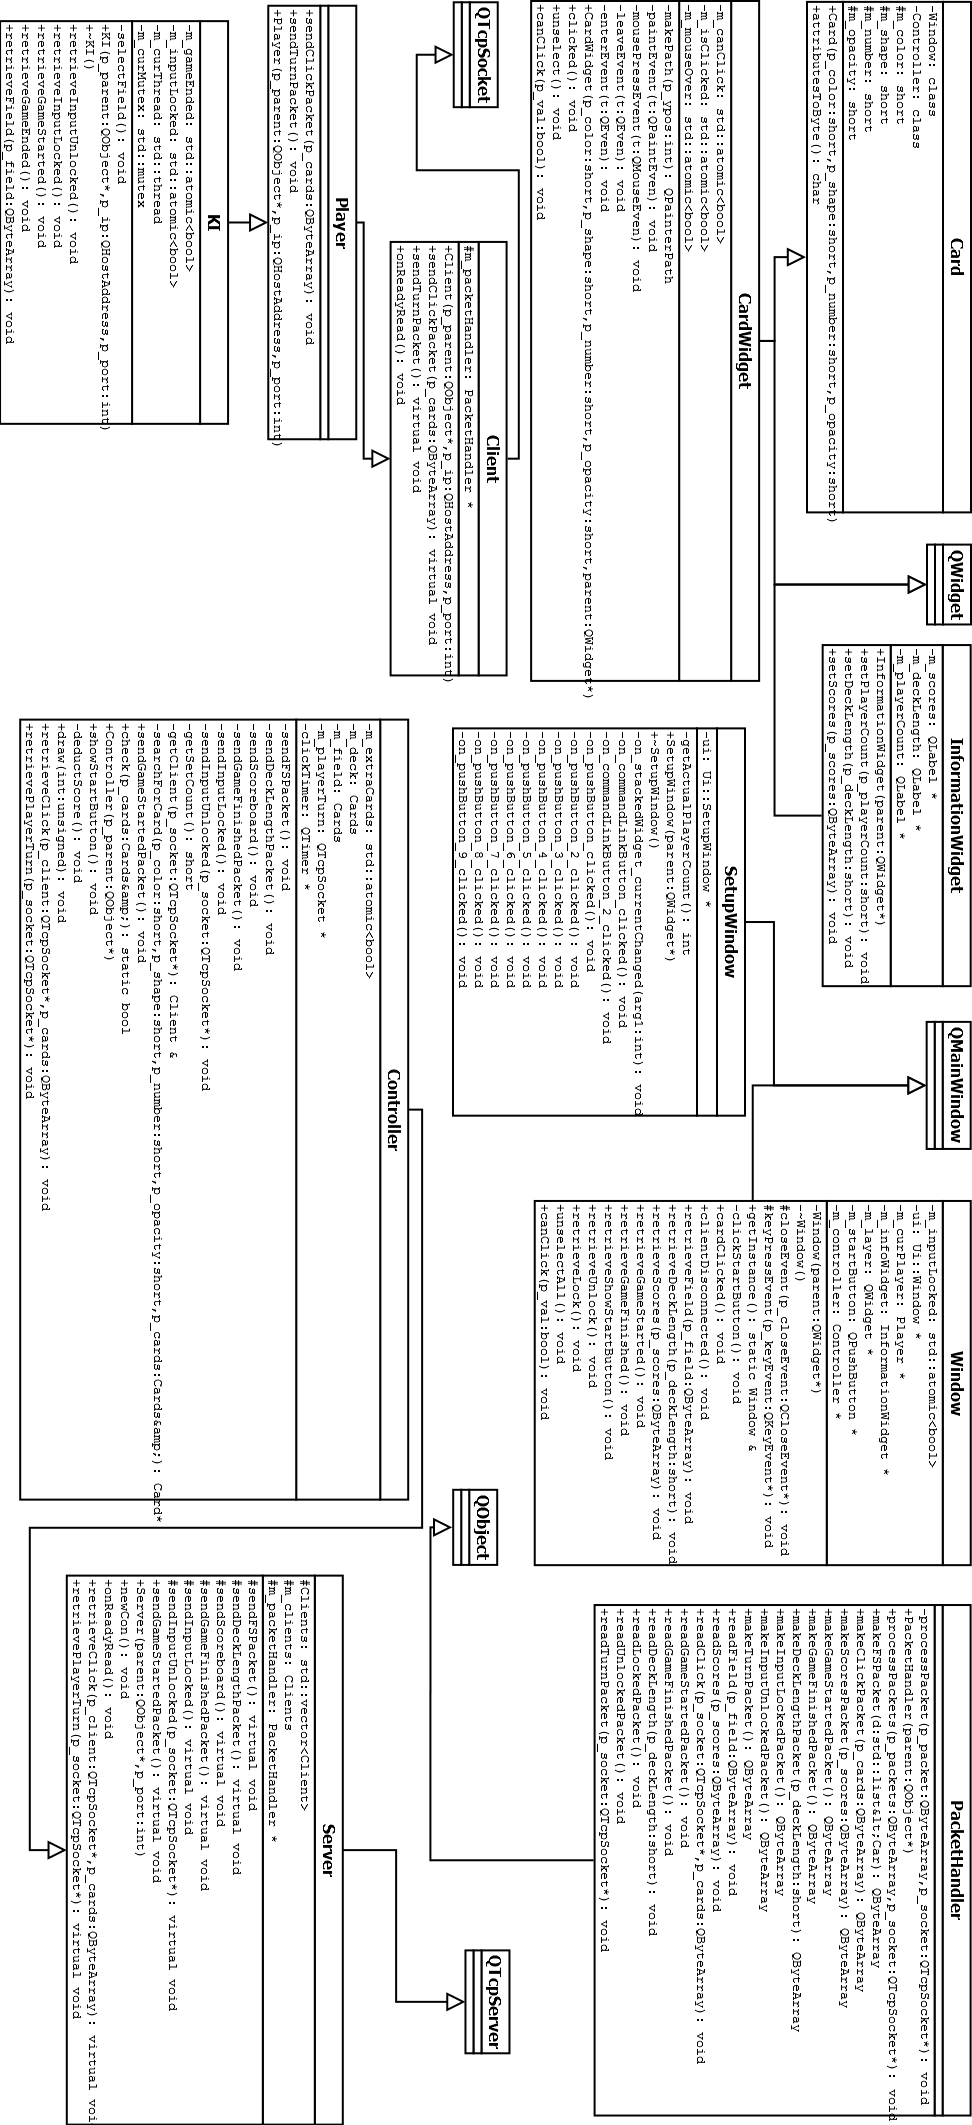 Card
-Window: class
-Controller: class
#m_color: short
#m_shape: short
#m_number: short
#m_opacity: short
+Card(p_color:short,p_shape:short,p_number:short,p_opacity:short)
+attributesToByte(): char
QWidget
InformationWidget
-m_scores: QLabel *
-m_deckLength: QLabel *
-m_playerCount: QLabel *
+InformationWidget(parent:QWidget*)
+setPlayerCount(p_playerCount:short): void
+setDeckLength(p_deckLength:short): void
+setScores(p_scores:QByteArray): void
QMainWindow
Window
-m_inputLocked: std::atomic<bool>
-ui: Ui::Window *
-m_curPlayer: Player *
-m_infoWidget: InformationWidget *
-m_layer: QWidget *
-m_startButton: QPushButton *
-m_controller: Controller *
-Window(parent:QWidget*)
-~Window()
#closeEvent(p_closeEvent:QCloseEvent*): void
#keyPressEvent(p_keyEvent:QKeyEvent*): void
+getInstance(): static Window &
-clickStartButton(): void
+cardClicked(): void
+clientDisconnected(): void
+retrieveField(p_field:QByteArray): void
+retrieveDeckLength(p_deckLength:short): void
+retrieveScores(p_scores:QByteArray): void
+retrieveGameStarted(): void
+retrieveGameFinished(): void
+retrieveShowStartButton(): void
+retrieveUnlock(): void
+retrieveLock(): void
+unselectAll(): void
+canClick(p_val:bool): void
PacketHandler
-processPacket(p_packet:QByteArray,p_socket:QTcpSocket*): void
+PacketHandler(parent:QObject*)
+processPackets(p_packets:QByteArray,p_socket:QTcpSocket*): void
+makeFSPacket(d:std::list&lt;Car): QByteArray
+makeClickPacket(p_cards:QByteArray): QByteArray
+makeScoresPacket(p_scores:QByteArray): QByteArray
+makeGameStartedPacket(): QByteArray
+makeGameFinishedPacket(): QByteArray
+makeDeckLengthPacket(p_deckLength:short): QByteArray
+makeInputLockedPacket(): QByteArray
+makeInputUnlockedPacket(): QByteArray
+makeTurnPacket(): QByteArray
+readField(p_field:QByteArray): void
+readScores(p_scores:QByteArray): void
+readClick(p_socket:QTcpSocket*,p_cards:QByteArray): void
+readGameStartedPacket(): void
+readGameFinishedPacket(): void
+readDeckLength(p_deckLength:short): void
+readLockedPacket(): void
+readUnlockedPacket(): void
+readTurnPacket(p_socket:QTcpSocket*): void
CardWidget
-m_canClick: std::atomic<bool>
-m_isClicked: std::atomic<bool>
-m_mouseOver: std::atomic<bool>
-makePath(p_ypos:int): QPainterPath
-paintEvent(t:QPaintEven): void
-mousePressEvent(t:QMouseEven): void
-leaveEvent(t:QEven): void
-enterEvent(t:QEven): void
+CardWidget(p_color:short,p_shape:short,p_number:short,p_opacity:short,parent:QWidget*)
+clicked(): void
+unselect(): void
+canClick(p_val:bool): void
SetupWindow
-ui: Ui::SetupWindow *
-getActualPlayerCount(): int
+SetupWindow(parent:QWidget*)
+~SetupWindow()
-on_stackedWidget_currentChanged(arg1:int): void
-on_commandLinkButton_clicked(): void
-on_commandLinkButton_2_clicked(): void
-on_pushButton_clicked(): void
-on_pushButton_2_clicked(): void
-on_pushButton_3_clicked(): void
-on_pushButton_4_clicked(): void
-on_pushButton_5_clicked(): void
-on_pushButton_6_clicked(): void
-on_pushButton_7_clicked(): void
-on_pushButton_8_clicked(): void
-on_pushButton_9_clicked(): void
QTcpSocket
Client
#m_packetHandler: PacketHandler *
+Client(p_parent:QObject*,p_ip:QHostAddress,p_port:int)
+sendClickPacket(p_cards:QByteArray): virtual void
+sendTurnPacket(): virtual void
+onReadyRead(): void
QObject
QTcpServer
Player
+sendClickPacket(p_cards:QByteArray): void
+sendTurnPacket(): void
+Player(p_parent:QObject*,p_ip:QHostAddress,p_port:int)
Controller
-m_extraCards: std::atomic<bool>
-m_deck: Cards
-m_field: Cards
-m_playerTurn: QTcpSocket *
-clickTimer: QTimer *
-sendFSPacket(): void
-sendDeckLengthPacket(): void
-sendScoreboard(): void
-sendGameFinishedPacket(): void
-sendInputLocked(): void
-sendInputUnlocked(p_socket:QTcpSocket*): void
-getSetCount(): short
-getClient(p_socket:QTcpSocket*): Client &
-searchForCard(p_color:short,p_shape:short,p_number:short,p_opacity:short,p_cards:Cards&amp;): Card*
+sendGameStartedPacket(): void
+check(p_cards:Cards&amp;): static bool
+Controller(p_parent:QObject*)
+showStartButton(): void
-deductScore(): void
+draw(int:unsigned): void
+retrieveClick(p_client:QTcpSocket*,p_cards:QByteArray): void
+retrievePlayerTurn(p_socket:QTcpSocket*): void
Server
#Clients: std::vector<Client>
#m_clients: Clients
#m_packetHandler: PacketHandler *
#sendFSPacket(): virtual void
#sendDeckLengthPacket(): virtual void
#sendScoreboard(): virtual void
#sendGameFinishedPacket(): virtual void
#sendInputLocked(): virtual void
#sendInputUnlocked(p_socket:QTcpSocket*): virtual void
+sendGameStartedPacket(): virtual void
+Server(parent:QObject*,p_port:int)
+newCon(): void
+onReadyRead(): void
+retrieveClick(p_client:QTcpSocket*,p_cards:QByteArray): virtual voi
+retrievePlayerTurn(p_socket:QTcpSocket*): virtual void
KI
-m_gameEnded: std::atomic<bool>
-m_inputLocked: std::atomic<bool>
-m_curThread: std::thread
-m_curMutex: std::mutex
-selectField(): void
+KI(p_parent:QObject*,p_ip:QHostAddress,p_port:int)
+~KI()
+retrieveInputUnlocked(): void
+retrieveInputLocked(): void
+retrieveGameStarted(): void
+retrieveGameEnded(): void
+retrieveField(p_field:QByteArray): void